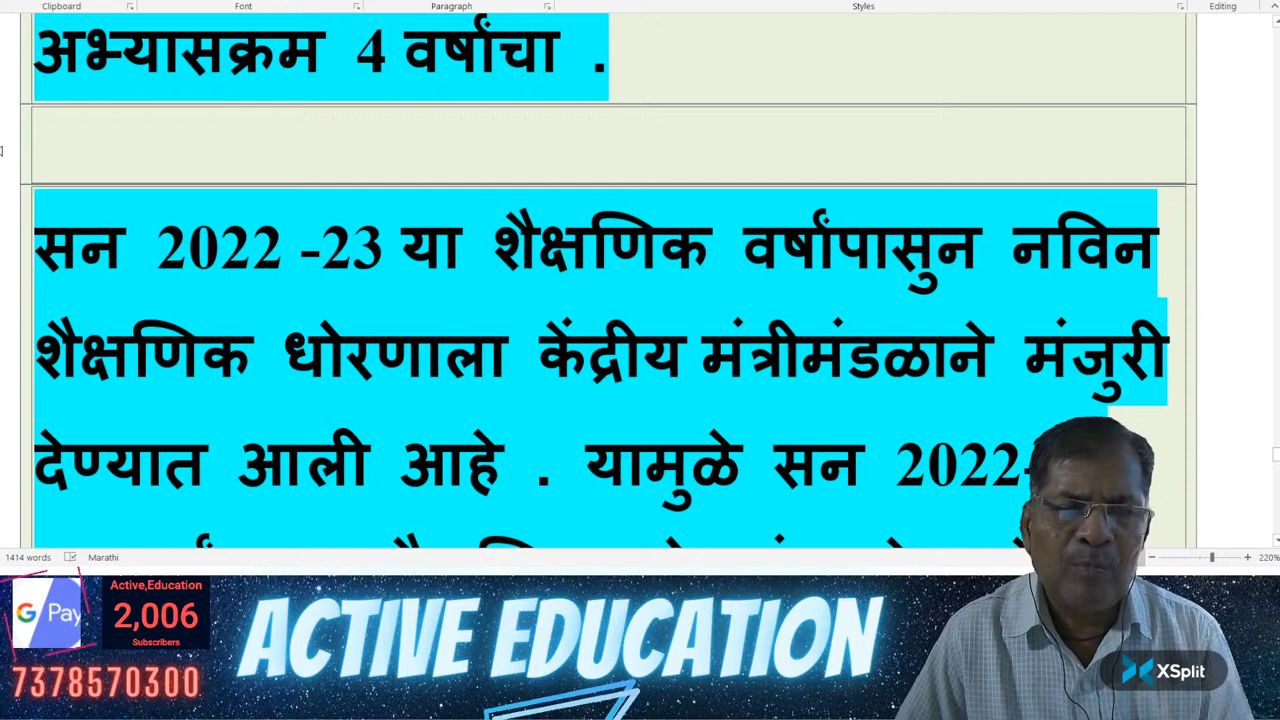 Clipboard Font Paragraph Styles Editing
अभ्यासक्रम 4 वर्षांचा .
सन 2022 -23 या शैक्षणिक वर्षांपासुन नविन
शैक्षणिक धोरणाला केंद्रीय मंत्रीमंडळाने मंजुरी
देण्यात आली आहे . यामुळे सन 2022-
1414 words Marathi 220%
G Pay
Active,Education
2,006
Subscribers
7378570300
ACTIVE EDUCATION
XSplit